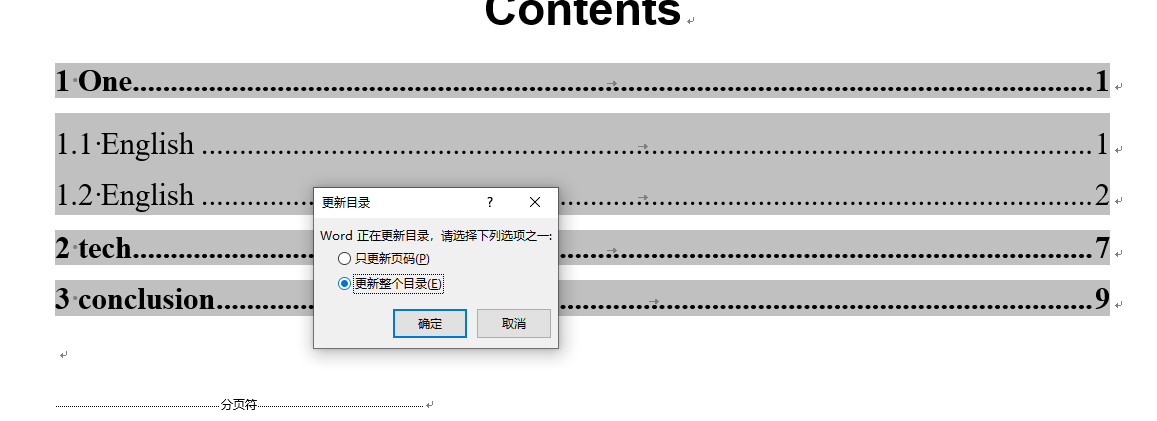 Contents
1 One 1
1.1 English 1
1.2 English 2
更新目录 ?
Word 正在更新目录，请选择下列选项之一:
只更新页码(P)
更新整个目录(E)
确定 取消
2 tech 7
3 conclusion 9
分页符